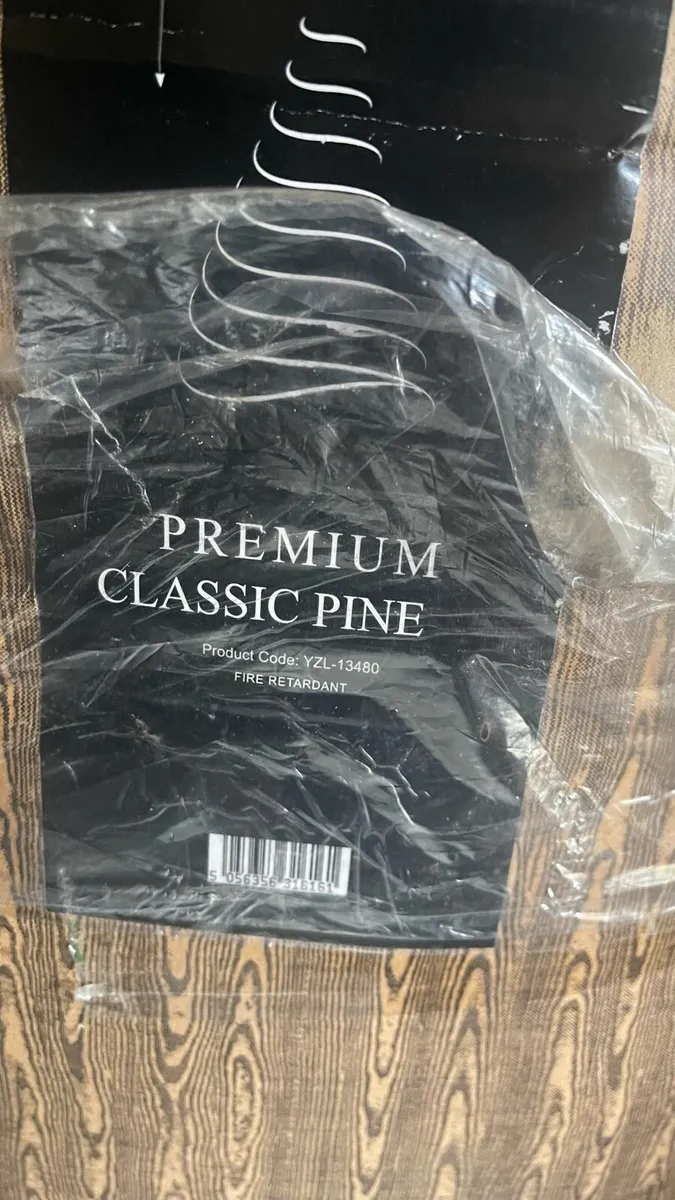 PREMIUM
CLASSIC PINE
Product Code: YZL-13480
FIRE RETARDANT
5 056356 316161